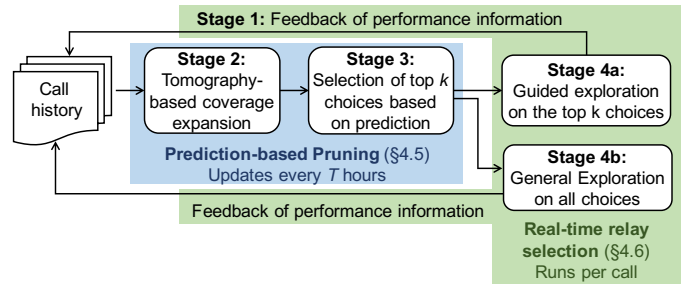 Stage 1: Feedback of performance information
Call
history
Stage 2:
Tomography-
based coverage
expansion
Stage 3:
Selection of top k
choices based
on prediction
Stage 4a:
Guided exploration
on the top k choices
Prediction-based Pruning (§4.5)
Updates every T hours
Stage 4b:
General Exploration
on all choices
Feedback of performance information
Real-time relay
selection (§4.6)
Runs per call